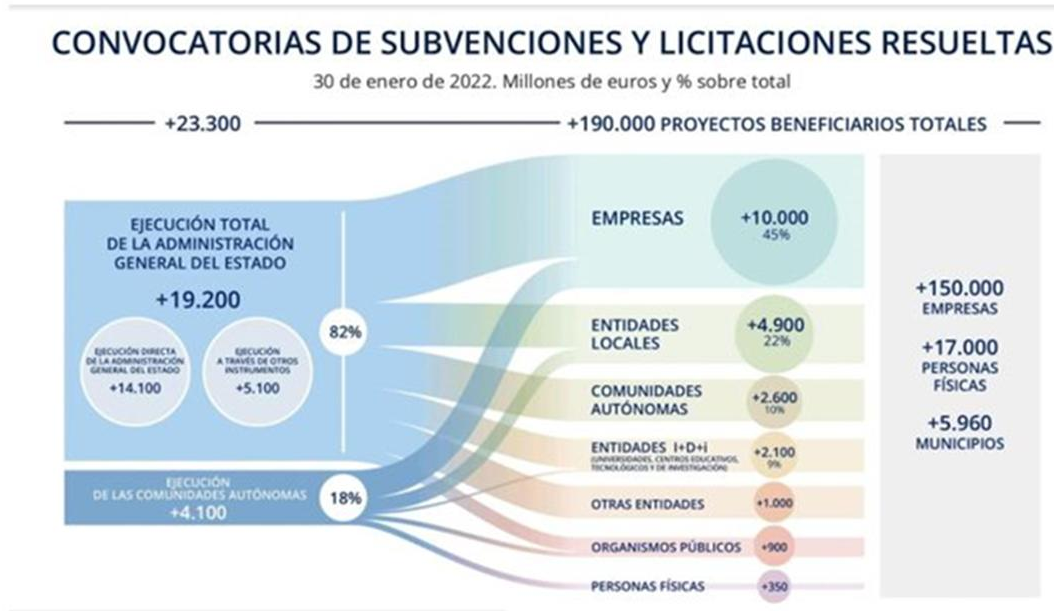 CONVOCATORIAS DE SUBVENCIONES Y LICITACIONES RESUELTAS
30 de enero de 2022. Millones de euros y % sobre total
+23.300
+190.000 PROYECTOS BENEFICIARIOS TOTALES
EJECUCIÓN TOTAL
DE LA ADMINISTRACIÓN
GENERAL DEL ESTADO
+19.200
EJECUCIÓN DIRECTA
DE LA ADMINISTRACIÓN
GENERAL DEL ESTADO
+14.100
EJECUCIÓN
A TRAVÉS DE OTROS
INSTRUMENTOS
+5.100
82%
EJECUCIÓN
DE LAS COMUNIDADES AUTÓNOMAS
+4.100
18%
EMPRESAS
+10.000
45%
ENTIDADES
LOCALES
+4.900
22%
COMUNIDADES
AUTÓNOMAS
+2.600
10%
ENTIDADES I+D+i
(UNIVERSIDADES, CENTROS EDUCATIVOS,
TECNOLÓGICOS Y DE INVESTIGACIÓN)
+2.100
9%
OTRAS ENTIDADES
+1.000
ORGANISMOS PÚBLICOS
+900
PERSONAS FÍSICAS
+350
+150.000
EMPRESAS
+17.000
PERSONAS
FÍSICAS
+5.960
MUNICIPIOS